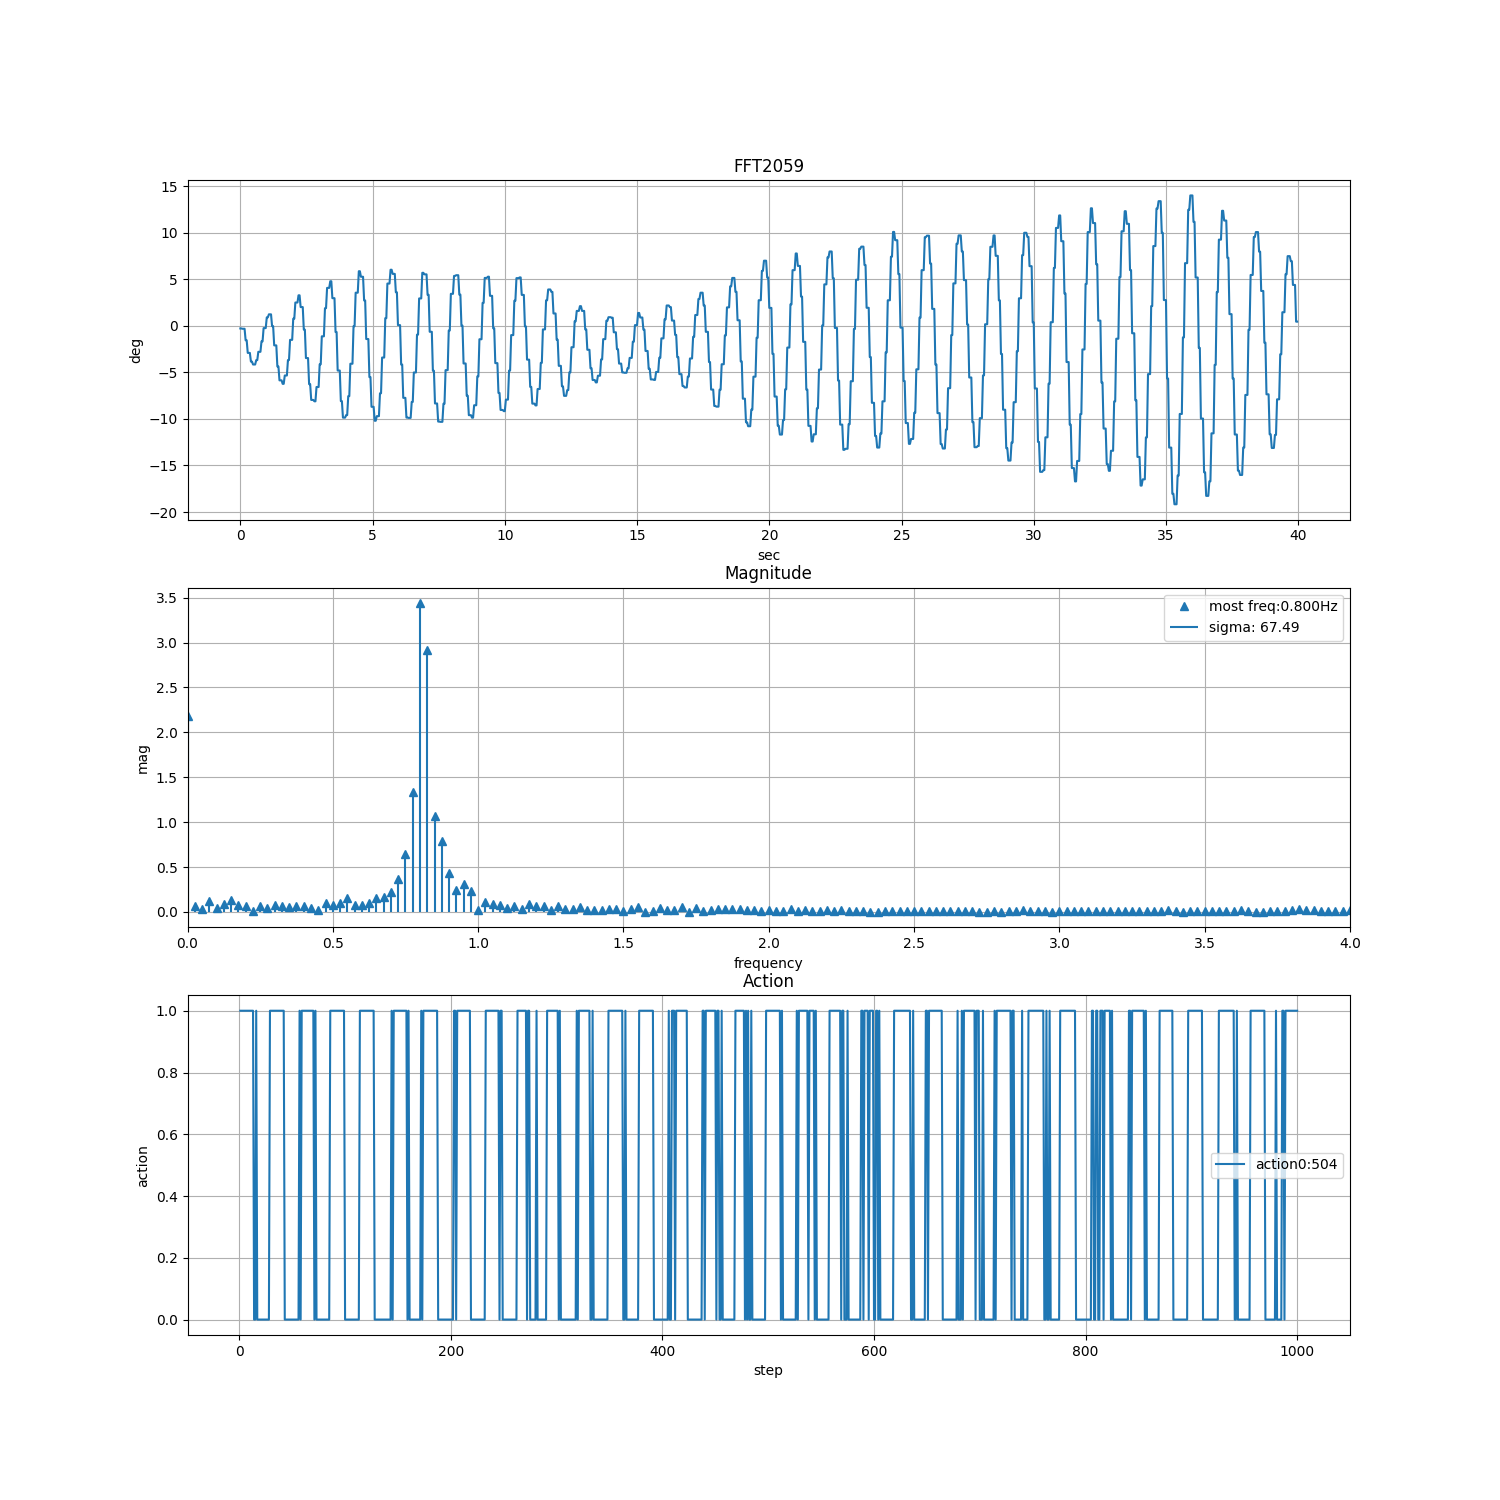 FFT2059
15
10
5
0
−5
−10
−15
−20
deg
0 5 10 15 20 25 30 35 40
sec
Magnitude
3.5
3.0
2.5
2.0
1.5
1.0
0.5
0.0
mag
most freq:0.800Hz
sigma: 67.49
0.0 0.5 1.0 1.5 2.0 2.5 3.0 3.5 4.0
frequency
Action
1.0
0.8
0.6
0.4
0.2
0.0
action
action0:504
0 200 400 600 800 1000
step